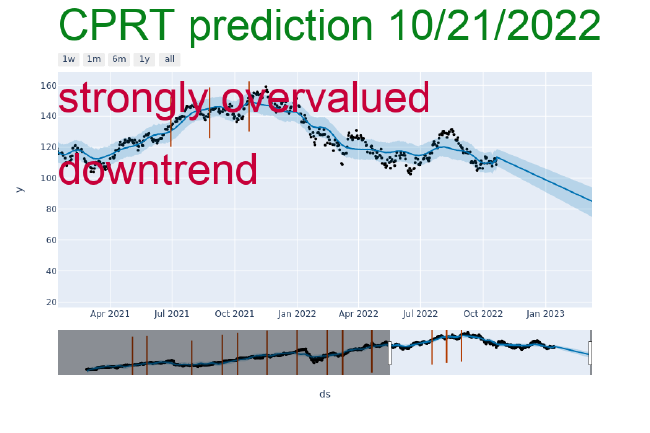 CPRT prediction 10/21/2022
1w 1m 6m 1y all
160
strongly overvalued
140
120
downtrend
100
80
60
40
20
y
Apr 2021 Jul 2021 Oct 2021 Jan 2022 Apr 2022 Jul 2022 Oct 2022 Jan 2023
ds